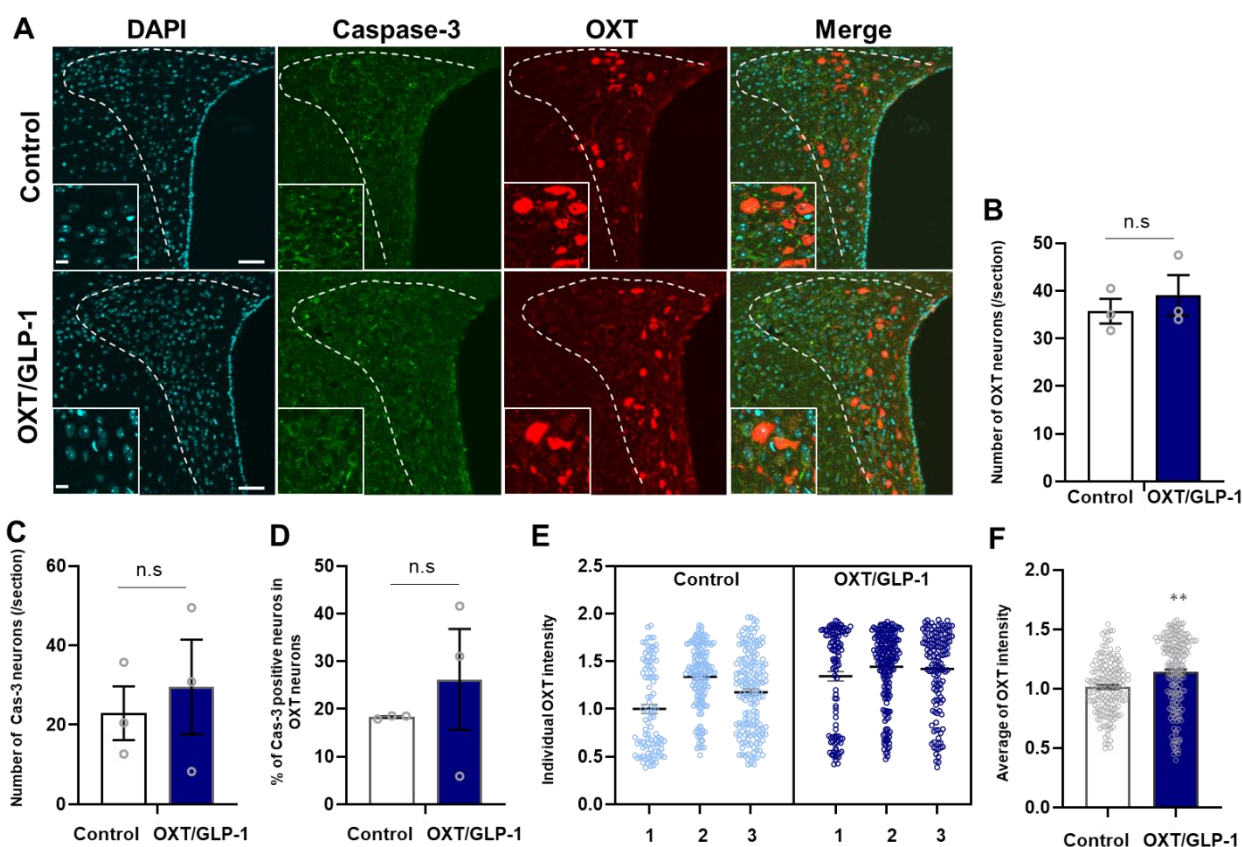 A
DAPI Caspase-3 OXT Merge
Control
OXT/GLP-1
B
n.s
Number of OXT neurons (/section)
50
40
30
20
10
0
Control OXT/GLP-1
C
n.s
Number of Cas-3 neurons (/section)
60
40
20
0
Control OXT/GLP-1
D
n.s
% of Cas-3 positive neuros in
OXT neurons
50
40
30
20
10
0
Control OXT/GLP-1
E
Control OXT/GLP-1
Individual OXT intensity
2.5
2.0
1.5
1.0
0.5
0.0
1 2 3 1 2 3
F
**
Average of OXT intensity
2.0
1.5
1.0
0.5
0.0
Control OXT/GLP-1